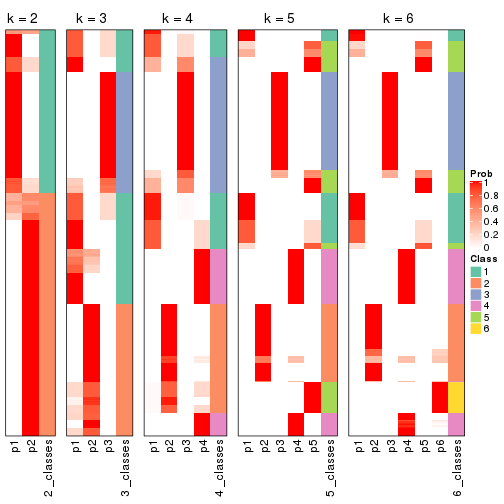 k = 2
k = 3
k = 4
k = 5
k = 6
Prob
1
0.8
0.6
0.4
0.2
0
Class
1
2
3
4
5
6
p1
p2
2_classes
p1
p2
p3
3_classes
p1
p2
p3
p4
4_classes
p1
p2
p3
p4
p5
5_classes
p1
p2
p3
p4
p5
p6
6_classes